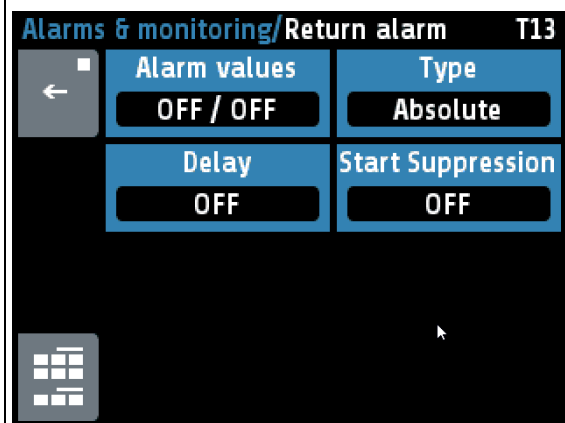 Alarms & monitoring/Return alarm T13
Alarm values Type
OFF / OFF Absolute
Delay Start Suppression
OFF OFF